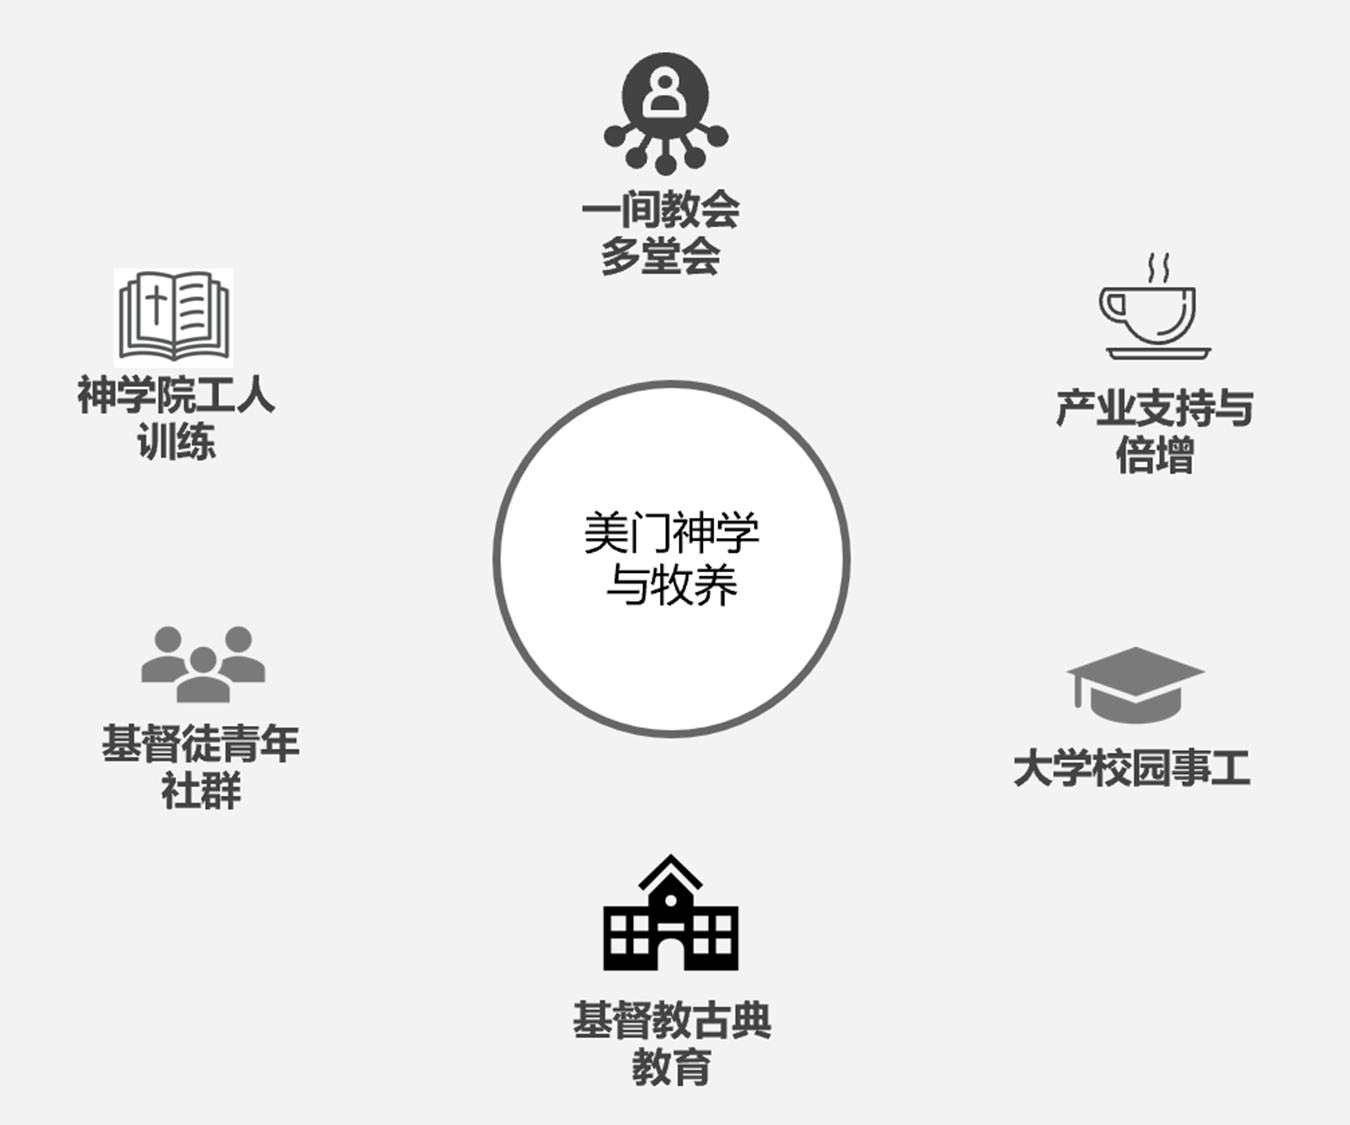 一间教会
多堂会
神学院工人
训练
产业支持与
倍增
美门神学
与牧养
基督徒青年
社群
大学校园事工
基督教古典
教育